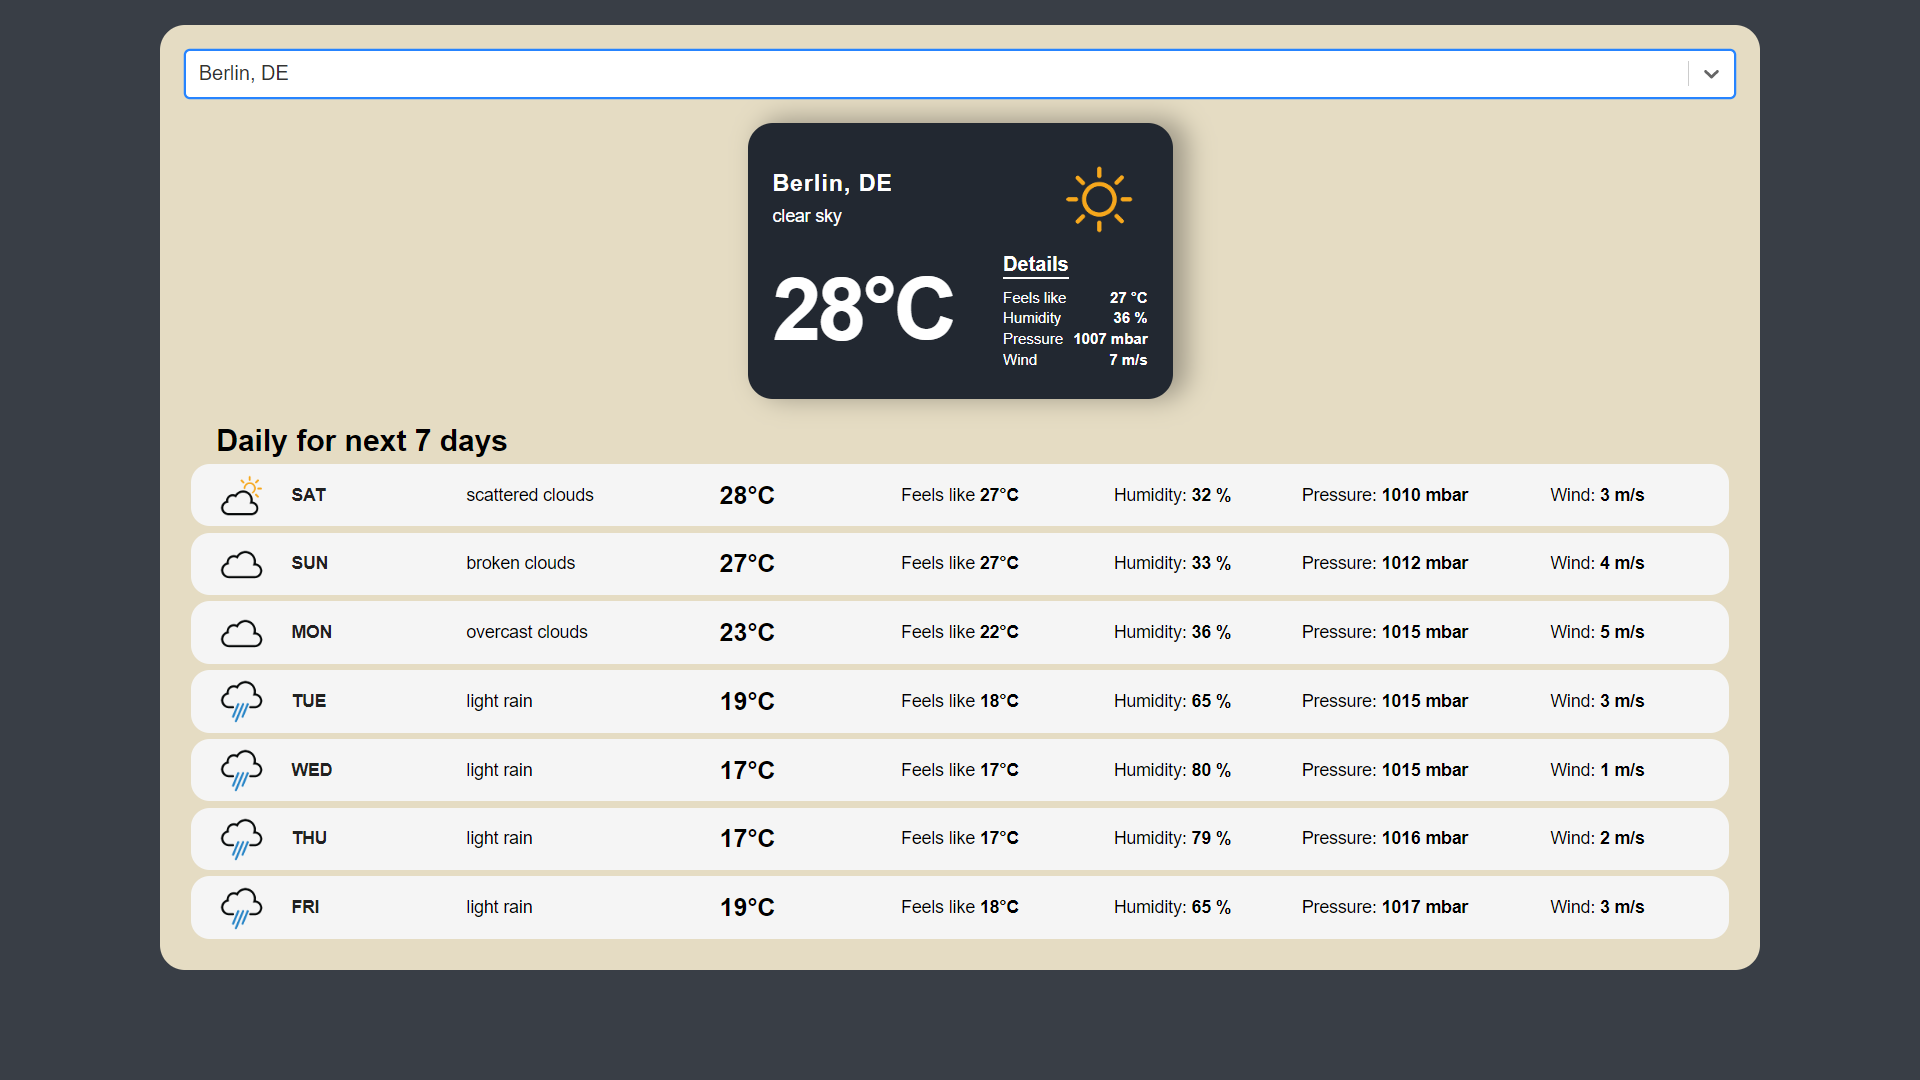 Berlin, DE
Berlin, DE
clear sky
28°C
Details
Feels like 27 °C
Humidity 36 %
Pressure 1007 mbar
Wind 7 m/s
Daily for next 7 days
SAT scattered clouds 28°C Feels like 27°C Humidity: 32 % Pressure: 1010 mbar Wind: 3 m/s
SUN broken clouds 27°C Feels like 27°C Humidity: 33 % Pressure: 1012 mbar Wind: 4 m/s
MON overcast clouds 23°C Feels like 22°C Humidity: 36 % Pressure: 1015 mbar Wind: 5 m/s
TUE light rain 19°C Feels like 18°C Humidity: 65 % Pressure: 1015 mbar Wind: 3 m/s
WED light rain 17°C Feels like 17°C Humidity: 80 % Pressure: 1015 mbar Wind: 1 m/s
THU light rain 17°C Feels like 17°C Humidity: 79 % Pressure: 1016 mbar Wind: 2 m/s
FRI light rain 19°C Feels like 18°C Humidity: 65 % Pressure: 1017 mbar Wind: 3 m/s